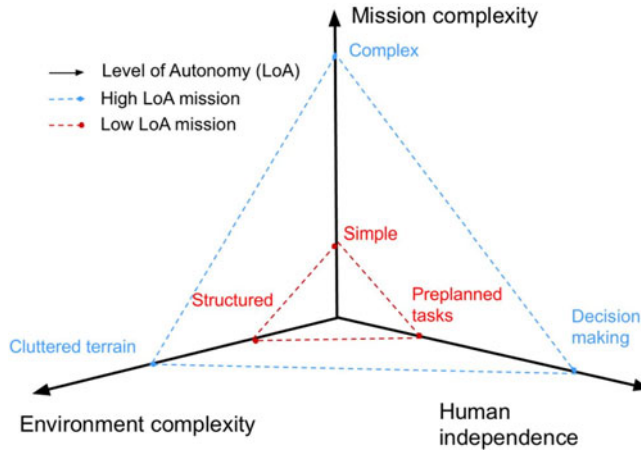 Mission complexity
Complex
Level of Autonomy (LoA)
High LoA mission
Low LoA mission
Simple
Structured
Preplanned
tasks
Decision
making
Cluttered terrain
Environment complexity
Human
independence